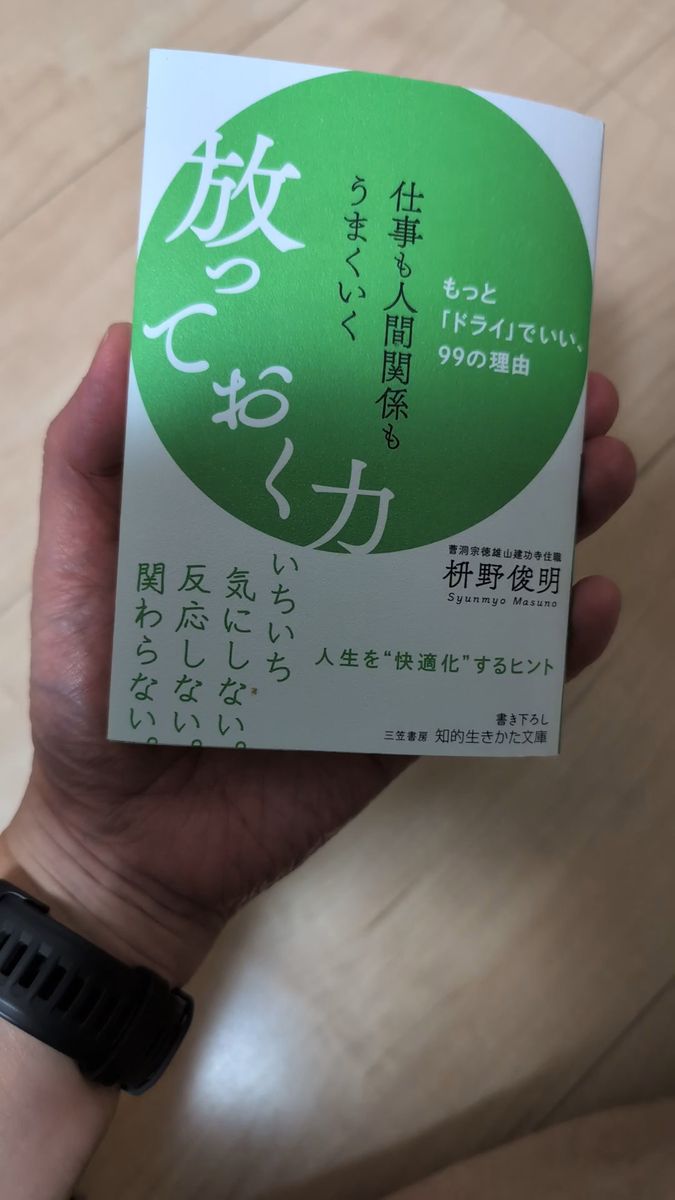 仕事も人間関係も
うまくいく
放っておく力
もっと
「ドライ」でいい、
99の理由
曹洞宗徳雄山建功寺住職
枡野俊明
Syunmyo Masuno
いちいち
気にしない。
反応しない。
関わらない。
人生を“快適化”するヒント
書き下ろし
三笠書房 知的生きかた文庫